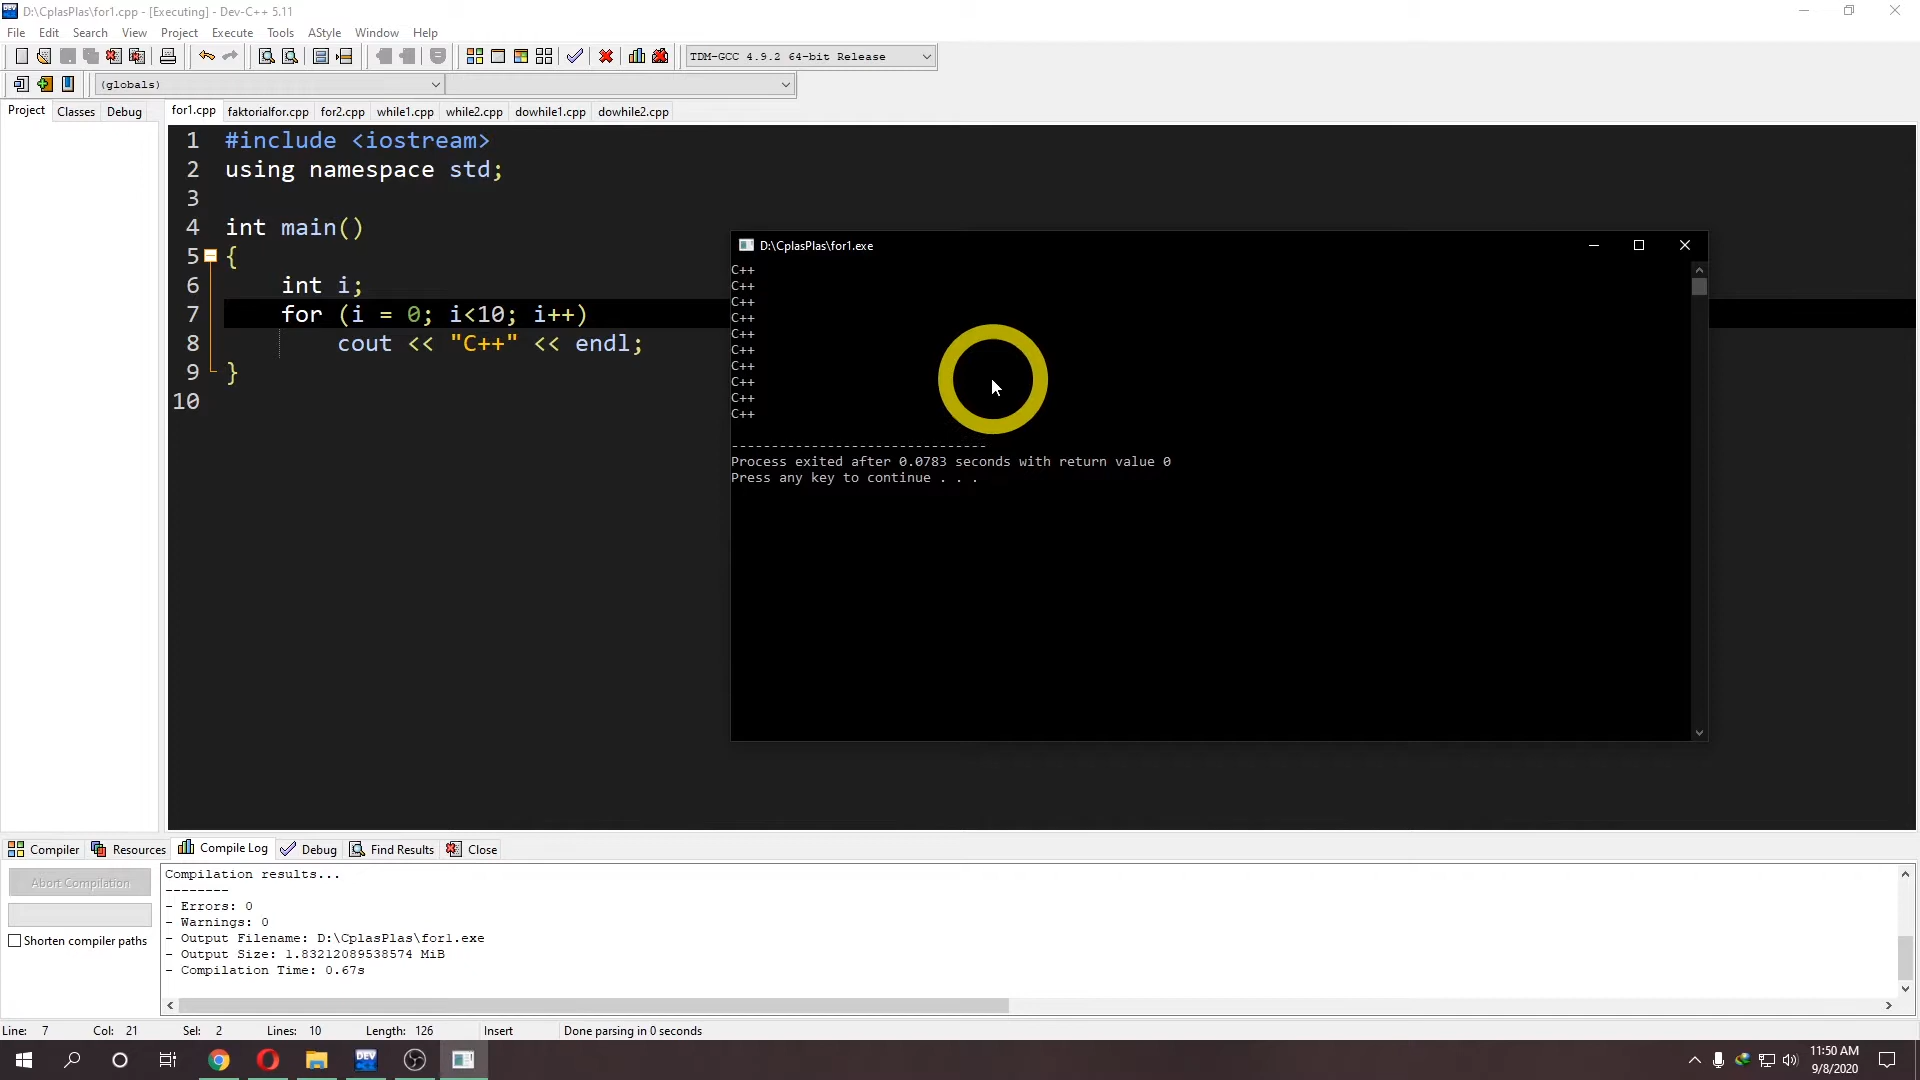 D:\CplasPlas\for1.cpp - [Executing] - Dev-C++ 5.11
File Edit Search View Project Execute Tools AStyle Window Help
TDM-GCC 4.9.2 64-bit Release
(globals)
Project Classes Debug for1.cpp faktorialfor.cpp for2.cpp while1.cpp while2.cpp dowhile1.cpp dowhile2.cpp
1 #include <iostream>
2 using namespace std;
3
4 int main()
5 {
6 int i;
7 for (i = 0; i<10; i++)
8 cout << "C++" << endl;
9 }
10
D:\CplasPlas\for1.exe
C++
C++
C++
C++
C++
C++
C++
C++
C++
C++
--------------------------------
Process exited after 0.0783 seconds with return value 0
Press any key to continue . . .
Compiler Resources Compile Log Debug Find Results Close
Abort Compilation
Shorten compiler paths
Compilation results...
--------
- Errors: 0
- Warnings: 0
- Output Filename: D:\CplasPlas\for1.exe
- Output Size: 1.83212089538574 MiB
- Compilation Time: 0.67s
Line: 7 Col: 21 Sel: 2 Lines: 10 Length: 126 Insert Done parsing in 0 seconds
DEV
11:50 AM
9/8/2020